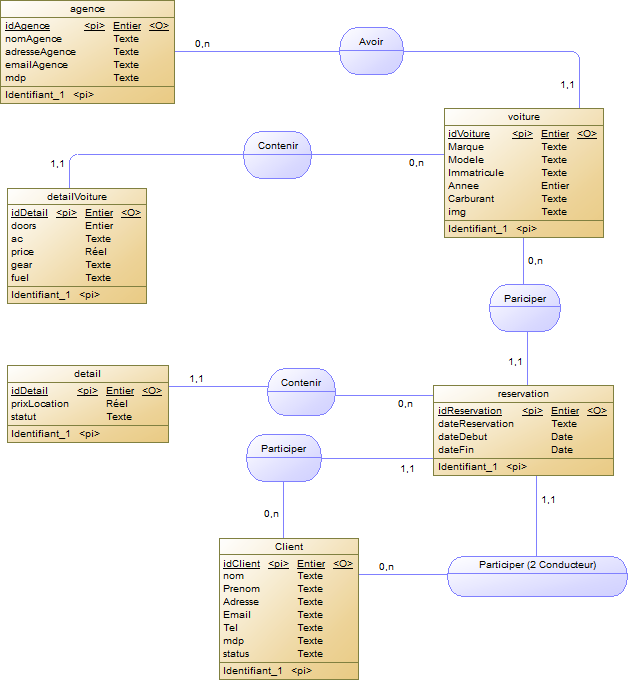 agence
idAgence <pi> Entier <O>
nomAgence Texte
adresseAgence Texte
emailAgence Texte
mdp Texte
Identifiant_1 <pi>
0,n
Avoir
1,1
voiture
idVoiture <pi> Entier <O>
Marque Texte
Modele Texte
Immatricule Texte
Annee Entier
Carburant Texte
img Texte
Identifiant_1 <pi>
Contenir
1,1
0,n
detailVoiture
idDetail <pi> Entier <O>
doors Entier
ac Texte
price Réel
gear Texte
fuel Texte
Identifiant_1 <pi>
0,n
Pariciper
1,1
detail
idDetail <pi> Entier <O>
prixLocation Réel
statut Texte
Identifiant_1 <pi>
1,1
Contenir
0,n
reservation
idReservation <pi> Entier <O>
dateReservation Texte
dateDebut Date
dateFin Date
Identifiant_1 <pi>
Participer
1,1
0,n
1,1
Participer (2 Conducteur)
0,n
Client
idClient <pi> Entier <O>
nom Texte
Prenom Texte
Adresse Texte
Email Texte
Tel Texte
mdp Texte
status Texte
Identifiant_1 <pi>